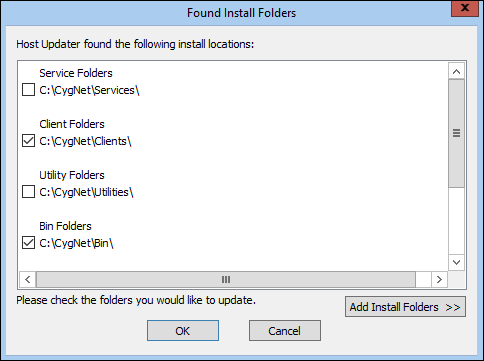 Found Install Folders
Host Updater found the following install locations:
Service Folders
C:\CygNet\Services\
Client Folders
C:\CygNet\Clients\
Utility Folders
C:\CygNet\Utilities\
Bin Folders
C:\CygNet\Bin\
Please check the folders you would like to update.
Add Install Folders >>
OK
Cancel